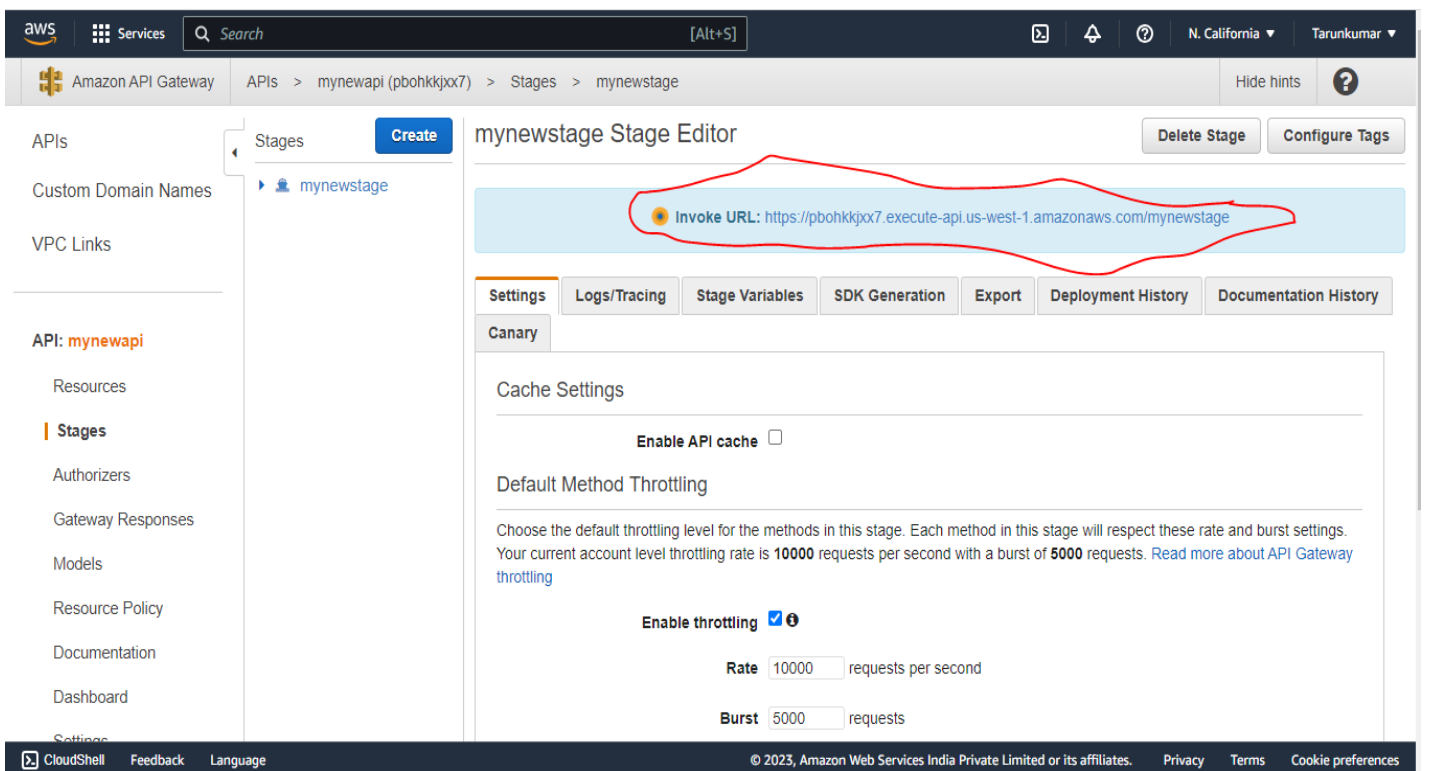 aws Services Search [Alt+S] N. California ▼ Tarunkumar ▼
Amazon API Gateway APIs > mynewapi (pbohkkjxx7) > Stages > mynewstage Hide hints ?
APIs
Custom Domain Names
VPC Links
API: mynewapi
Resources
Stages
Authorizers
Gateway Responses
Models
Resource Policy
Documentation
Dashboard
Settings
Stages Create
mynewstage
mynewstage Stage Editor Delete Stage Configure Tags
Invoke URL: https://pbohkkjxx7.execute-api.us-west-1.amazonaws.com/mynewstage
Settings Logs/Tracing Stage Variables SDK Generation Export Deployment History Documentation History
Canary
Cache Settings
Enable API cache
Default Method Throttling
Choose the default throttling level for the methods in this stage. Each method in this stage will respect these rate and burst settings.
Your current account level throttling rate is 10000 requests per second with a burst of 5000 requests. Read more about API Gateway
throttling
Enable throttling
Rate 10000 requests per second
Burst 5000 requests
CloudShell Feedback Language © 2023, Amazon Web Services India Private Limited or its affiliates. Privacy Terms Cookie preferences